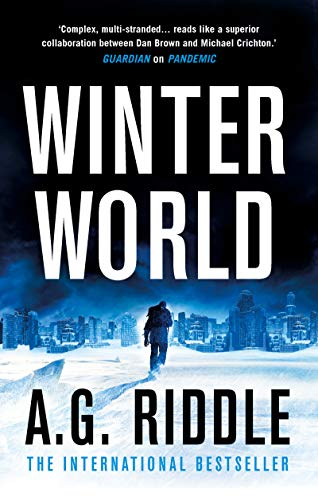 ‘Complex, multi-stranded... reads like a superior
collaboration between Dan Brown and Michael Crichton.’
GUARDIAN on PANDEMIC
WINTER
WORLD
A.G. RIDDLE
THE INTERNATIONAL BESTSELLER